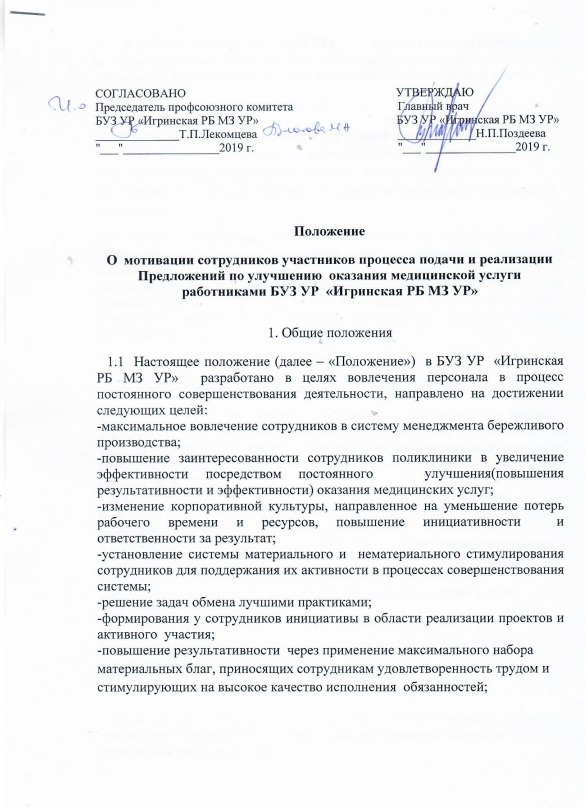 СОГЛАСОВАНО
И.о Председатель профсоюзного комитета
БУЗ УР «Игринская РБ МЗ УР»
_______________Т.П.Лекомцева
"___"_________________2019 г.
УТВЕРЖДАЮ
Главный врач
БУЗ УР «Игринская РБ МЗ УР»
______________Н.П.Поздеева
"___"________________2019 г.
Положение
О мотивации сотрудников участников процесса подачи и реализации
Предложений по улучшению оказания медицинской услуги
работниками БУЗ УР «Игринская РБ МЗ УР»
1. Общие положения
1.1 Настоящее положение (далее – «Положение») в БУЗ УР «Игринская
РБ МЗ УР» разработано в целях вовлечения персонала в процесс
постоянного совершенствования деятельности, направлено на достижении
следующих целей:
-максимальное вовлечение сотрудников в систему менеджмента бережливого
производства;
-повышение заинтересованности сотрудников поликлиники в увеличение
эффективности посредством постоянного улучшения(повышения
результативности и эффективности) оказания медицинских услуг;
-изменение корпоративной культуры, направленное на уменьшение потерь
рабочего времени и ресурсов, повышение инициативности и
ответственности за результат;
-установление системы материального и нематериального стимулирования
сотрудников для поддержания их активности в процессах совершенствования
системы;
-решение задач обмена лучшими практиками;
-формирования у сотрудников инициативы в области реализации проектов и
активного участия;
-повышение результативности через применение максимального набора
материальных благ, приносящих сотрудникам удовлетворенность трудом и
стимулирующих на высокое качество исполнения обязанностей;